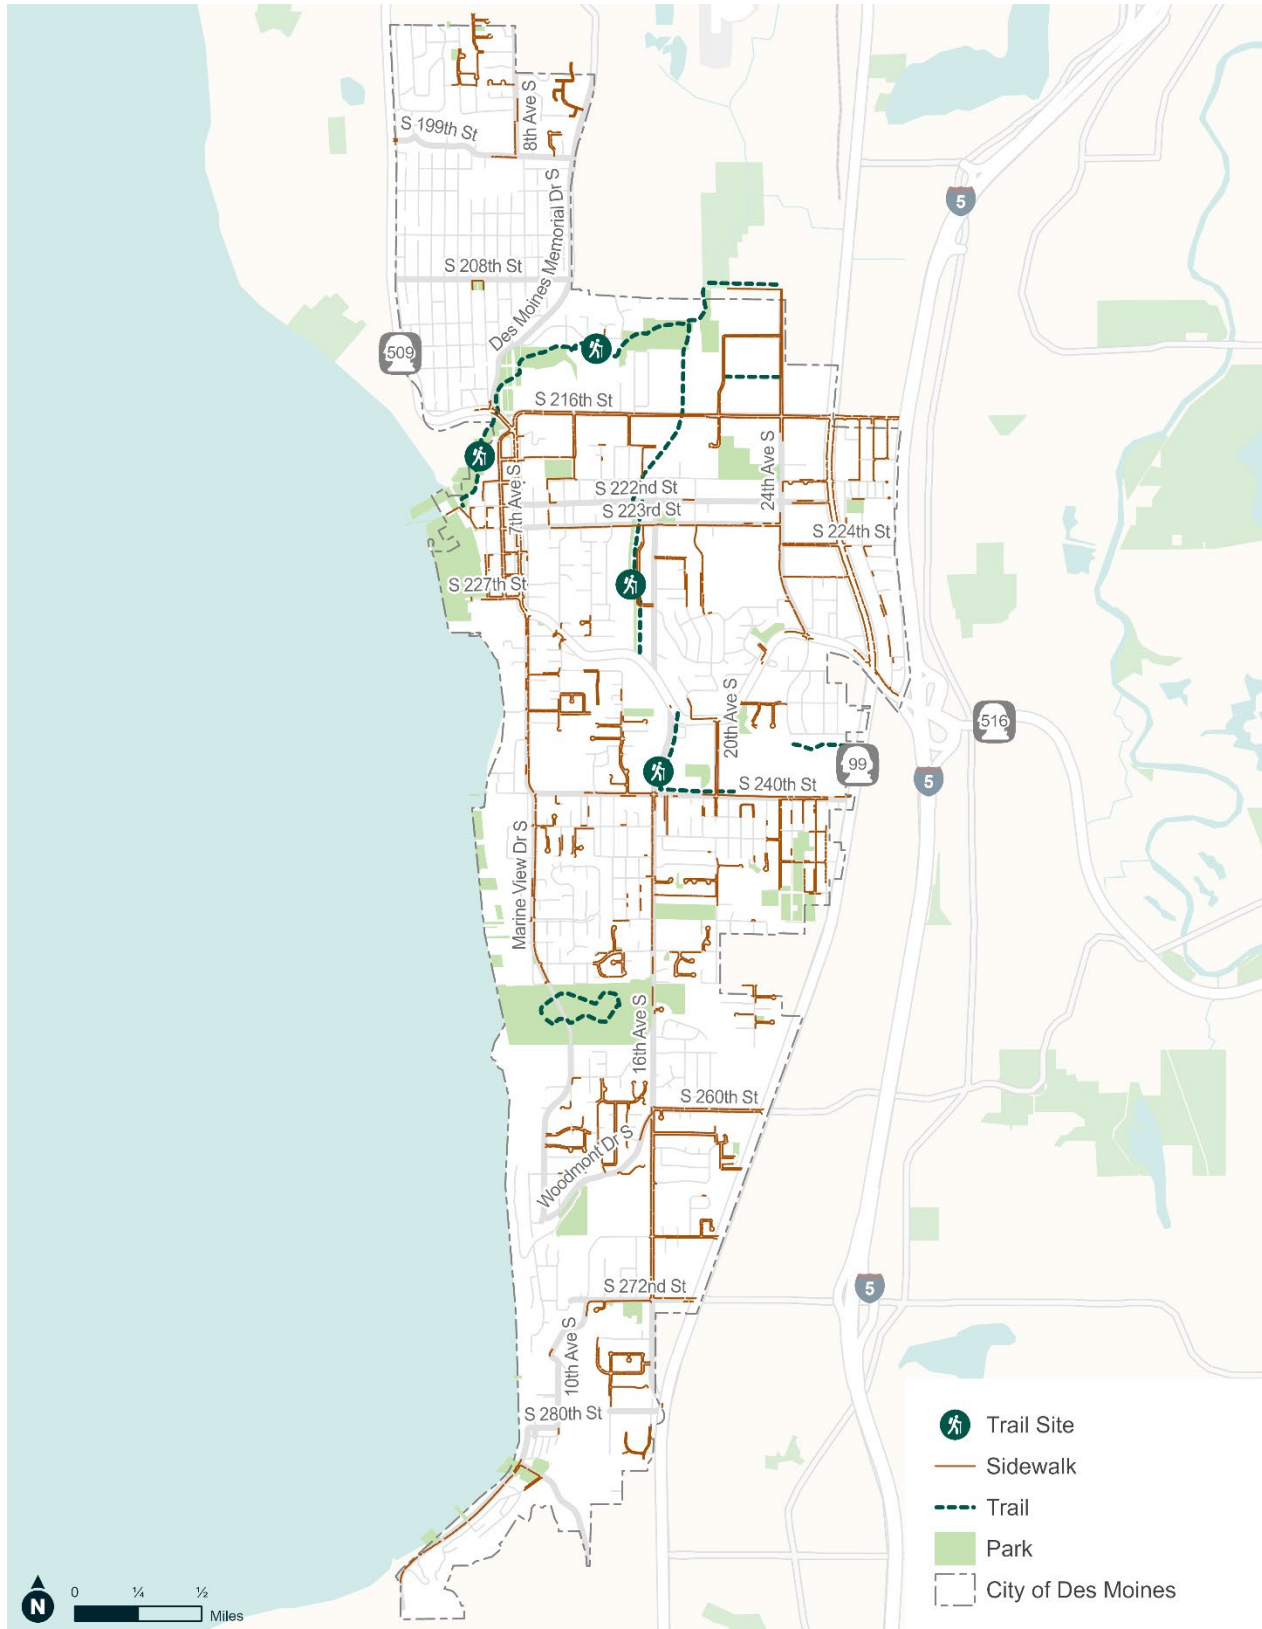 8th Ave S
S 199th St
5
Des Moines Memorial Dr S
S 208th St
509
S 216th St
7th Ave S
24th Ave S
S 222nd St
S 223rd St
S 224th St
S 227th St
20th Ave S
516
99
5
S 240th St
Marine View Dr S
16th Ave S
S 260th St
Woodmont Dr S
S 272nd St
5
10th Ave S
S 280th St
Trail Site
Sidewalk
Trail
Park
City of Des Moines
N
0 ¼ ½
Miles